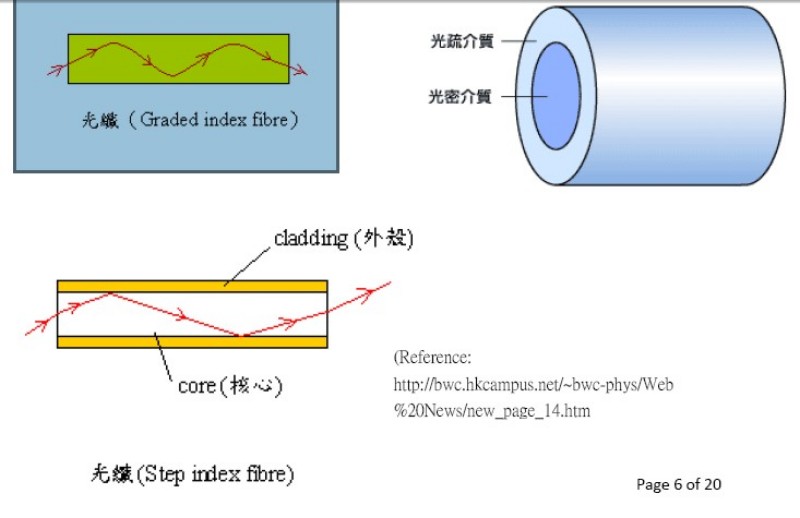 光疏介質
光密介質
光纖 (Graded index fibre)
cladding (外殼)
core (核心)
(Reference:
http://bwc.hkcampus.net/~bwc-phys/Web
%20News/new_page_14.htm
光纖(Step index fibre)
Page 6 of 20